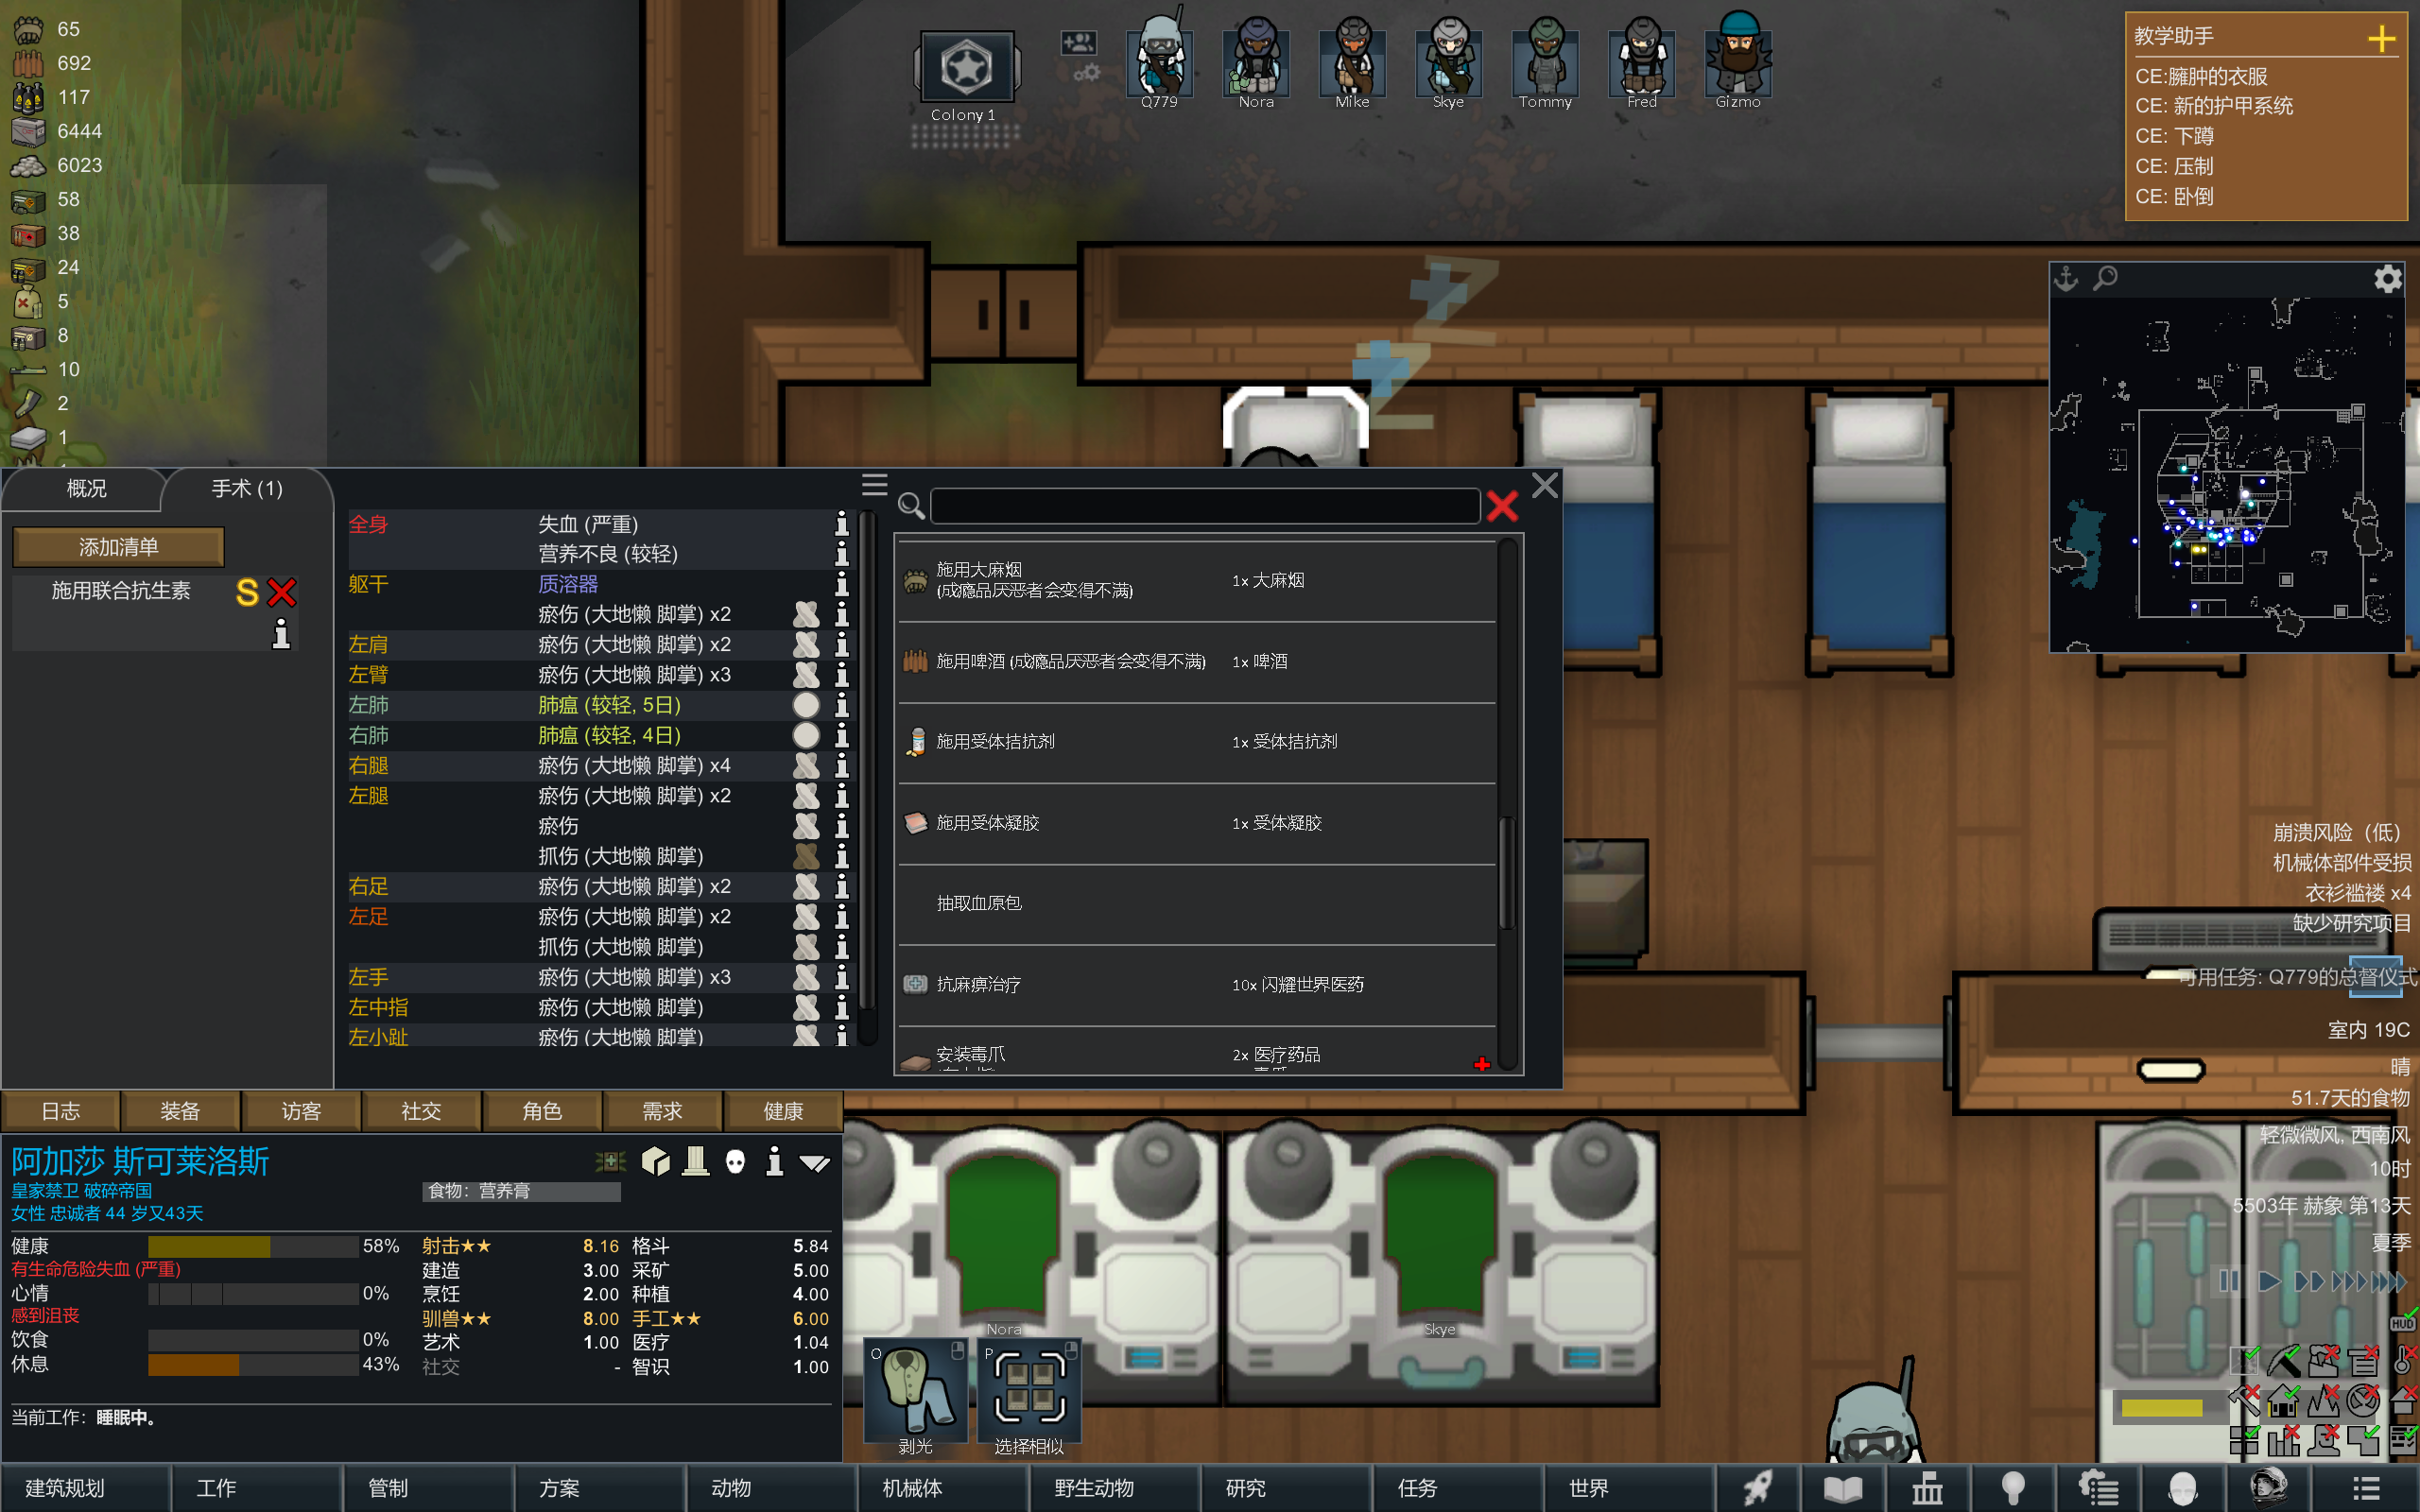 65
692
117
6444
6023
58
38
24
5
8
10
2
1
Colony 1
Q779
Nora
Mike
Skye
Tommy
Fred
Gizmo
教学助手
CE:臃肿的衣服
CE: 新的护甲系统
CE: 下蹲
CE: 压制
CE: 卧倒
概况
手术 (1)
添加清单
施用联合抗生素
S
全身 失血 (严重)
营养不良 (较轻)
躯干 质溶器
瘀伤 (大地懒 脚掌) x2
左肩 瘀伤 (大地懒 脚掌) x2
左臂 瘀伤 (大地懒 脚掌) x3
左肺 肺瘟 (较轻, 5日)
右肺 肺瘟 (较轻, 4日)
右腿 瘀伤 (大地懒 脚掌) x4
左腿 瘀伤 (大地懒 脚掌) x2
瘀伤
抓伤 (大地懒 脚掌)
右足 瘀伤 (大地懒 脚掌) x2
左足 瘀伤 (大地懒 脚掌) x2
抓伤 (大地懒 脚掌)
左手 瘀伤 (大地懒 脚掌) x3
左中指 瘀伤 (大地懒 脚掌)
左小趾 瘀伤 (大地懒 脚掌)
施用大麻烟
(成瘾品厌恶者会变得不满)
1x 大麻烟
施用啤酒 (成瘾品厌恶者会变得不满) 1x 啤酒
施用受体拮抗剂 1x 受体拮抗剂
施用受体凝胶 1x 受体凝胶
抽取血原包
抗麻痹治疗 10x 闪耀世界医药
安装毒爪 2x 医疗药品
日志
装备
访客
社交
角色
需求
健康
阿加莎 斯可莱洛斯
皇家禁卫 破碎帝国
女性 忠诚者 44 岁又43天
食物：营养膏
健康 58%
有生命危险失血 (严重)
心情 0%
感到沮丧
饮食 0%
休息 43%
射击★★ 8.16 格斗 5.84
建造 3.00 采矿 5.00
烹饪 2.00 种植 4.00
驯兽★★ 8.00 手工★★ 6.00
艺术 1.00 医疗 1.04
社交 - 智识 1.00
当前工作：睡眠中。
Nora
Skye
O
剥光
P
选择相似
崩溃风险（低）
机械体部件受损
衣衫褴褛 x4
缺少研究项目
可用任务: Q779的总督仪式
室内 19C
晴
51.7天的食物
轻微微风, 西南风
10时
5503年 赫象 第13天
夏季
HUD
建筑规划
工作
管制
方案
动物
机械体
野生动物
研究
任务
世界